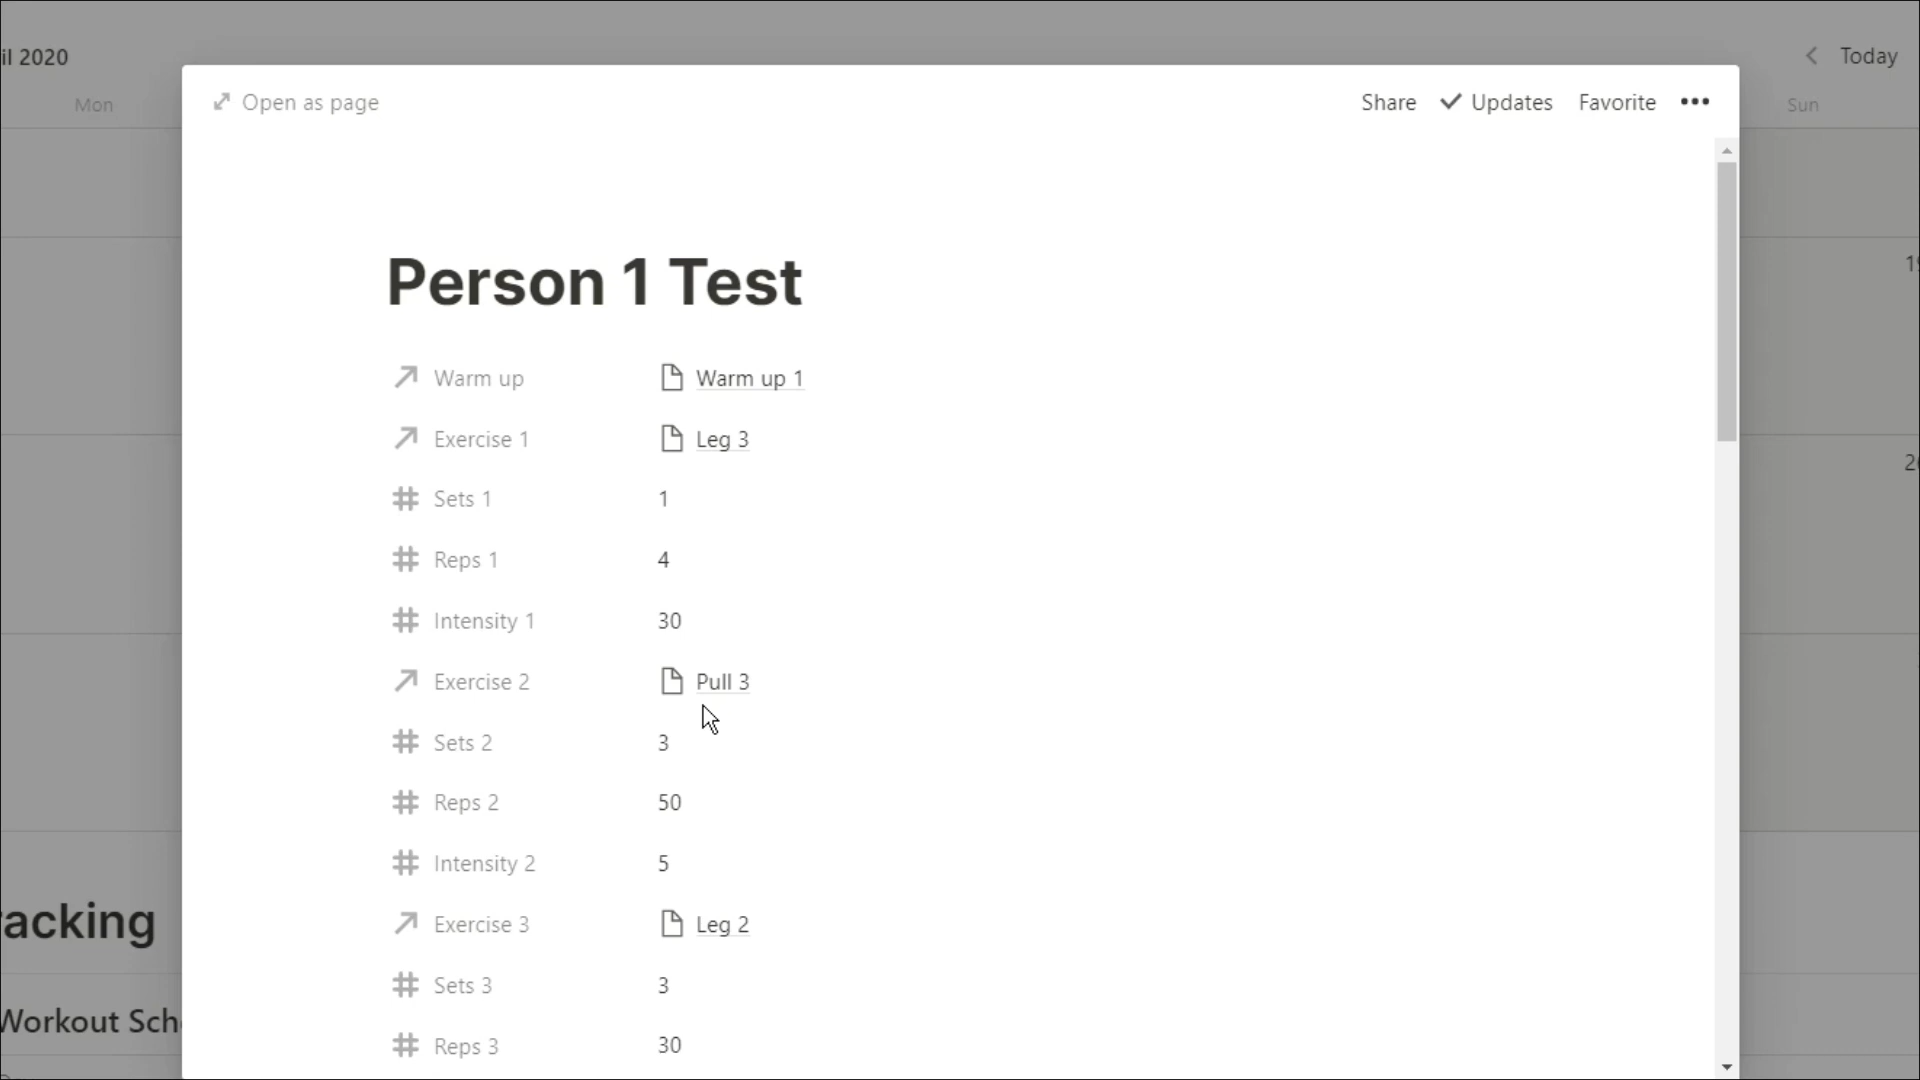 il 2020
Today
Mon
Sun
Open as page
Share
Updates
Favorite
Person 1 Test
Warm up
Warm up 1
Exercise 1
Leg 3
Sets 1
1
Reps 1
4
Intensity 1
30
Exercise 2
Pull 3
Sets 2
3
Reps 2
50
Intensity 2
5
Exercise 3
Leg 2
Sets 3
3
Reps 3
30
racking
Workout Sch